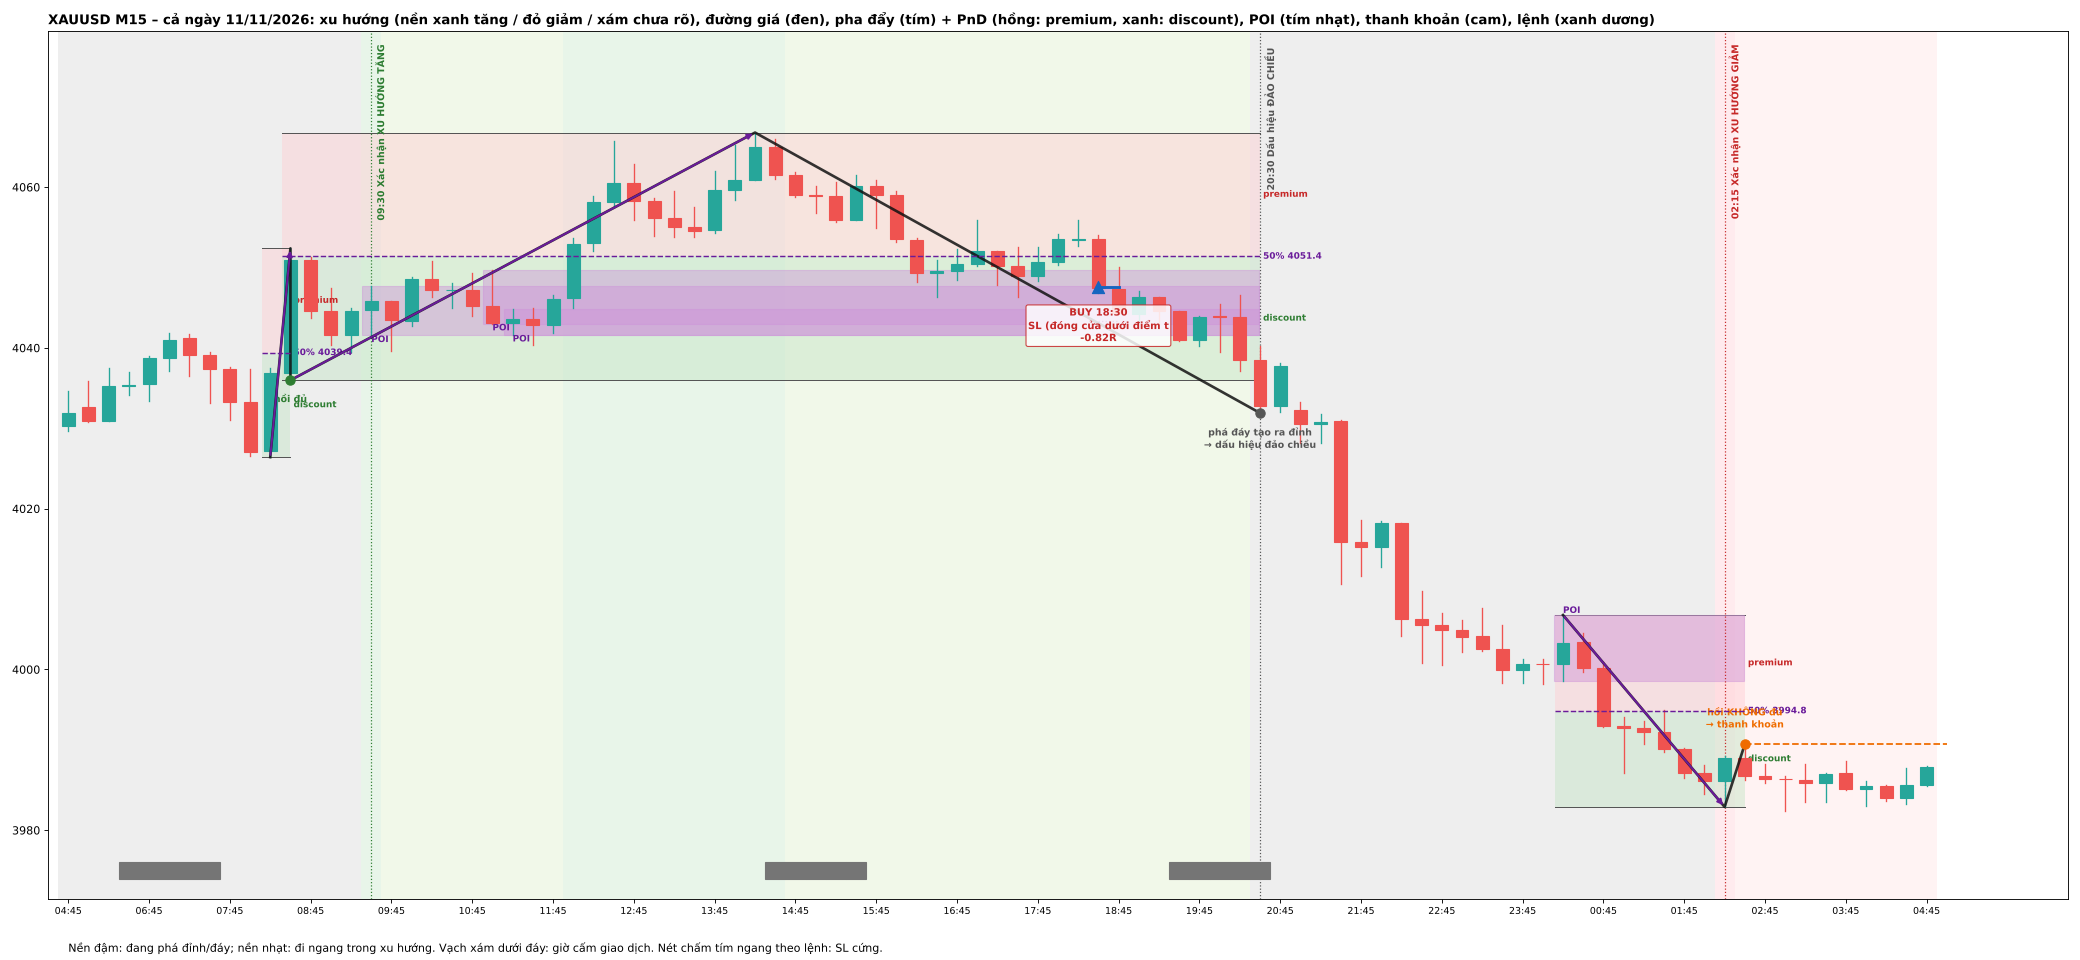 XAUUSD M15 – cả ngày 11/11/2026: xu hướng (nền xanh tăng / đỏ giảm / xám chưa rõ), đường giá (đen), pha đẩy (tím) + PnD (hồng: premium, xanh: discount), POI (tím nhạt), thanh khoản (cam), lệnh (xanh dương)
09:30 Xác nhận XU HƯỚNG TĂNG
20:30 Dấu hiệu ĐẢO CHIỀU
02:15 Xác nhận XU HƯỚNG GIẢM
4060
premium
50% 4051.4
premium
BUY 18:30
discount
SL (đóng cửa dưới điểm t
POI
-0.82R
POI
POI
4040
50% 4039.4
hồi đủ
discount
phá đáy tạo ra đỉnh
→ dấu hiệu đảo chiều
4020
POI
4000
premium
50% 3994.8
hồi KHÔNG đủ
→ thanh khoản
discount
3980
04:45 06:45 07:45 08:45 09:45 10:45 11:45 12:45 13:45 14:45 15:45 16:45 17:45 18:45 19:45 20:45 21:45 22:45 23:45 00:45 01:45 02:45 03:45 04:45
Nền đậm: đang phá đỉnh/đáy; nền nhạt: đi ngang trong xu hướng. Vạch xám dưới đáy: giờ cấm giao dịch. Nét chấm tím ngang theo lệnh: SL cứng.